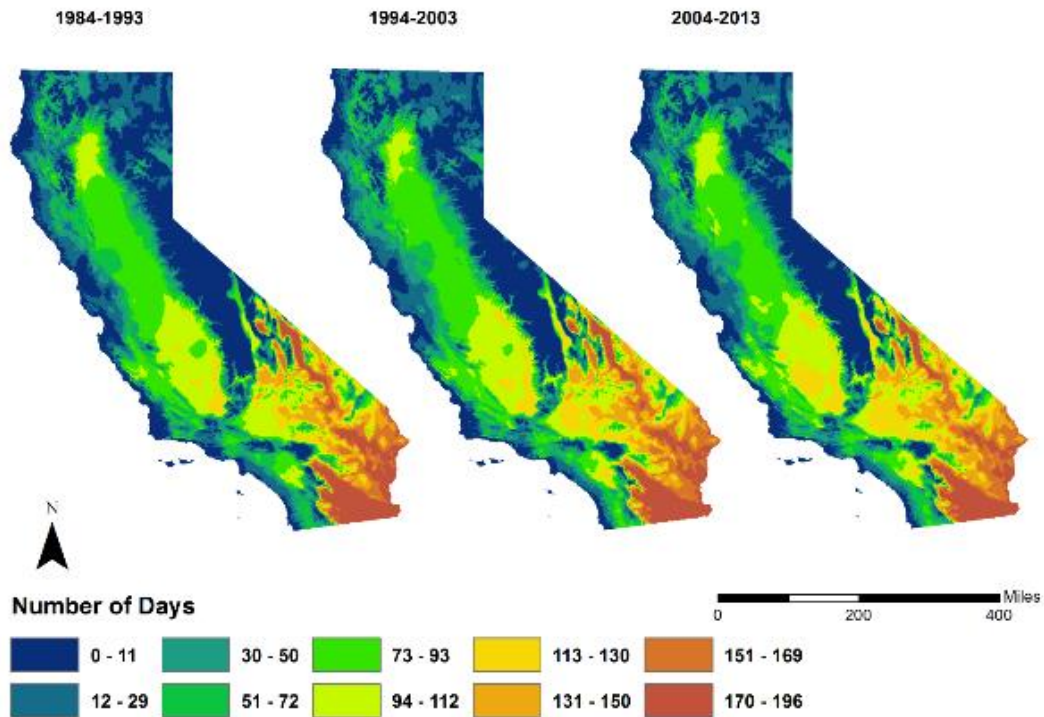 1984-1993 1994-2003 2004-2013
N
Number of Days
Miles
0 200 400
0 - 11 30 - 50 73 - 93 113 - 130 151 - 169
12 - 29 51 - 72 94 - 112 131 - 150 170 - 196